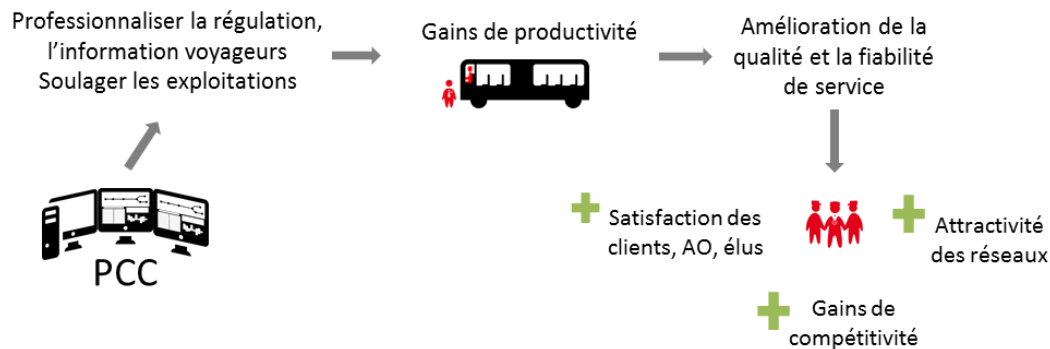 Professionnaliser la régulation,
l'information voyageurs
Soulager les exploitations
Gains de productivité
Amélioration de la
qualité et la fiabilité
de service
PCC
Satisfaction des
clients, AO, élus
Attractivité
des réseaux
Gains de
compétitivité